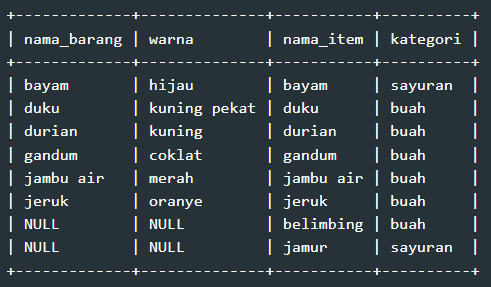 +-------------+--------------+-----------+----------+
| nama_barang | warna        | nama_item | kategori |
+-------------+--------------+-----------+----------+
| bayam       | hijau        | bayam     | sayuran  |
| duku        | kuning pekat | duku      | buah     |
| durian      | kuning       | durian    | buah     |
| gandum      | coklat       | gandum    | buah     |
| jambu air   | merah        | jambu air | buah     |
| jeruk       | oranye       | jeruk     | buah     |
| NULL        | NULL         | belimbing | buah     |
| NULL        | NULL         | jamur     | sayuran  |
+-------------+--------------+-----------+----------+